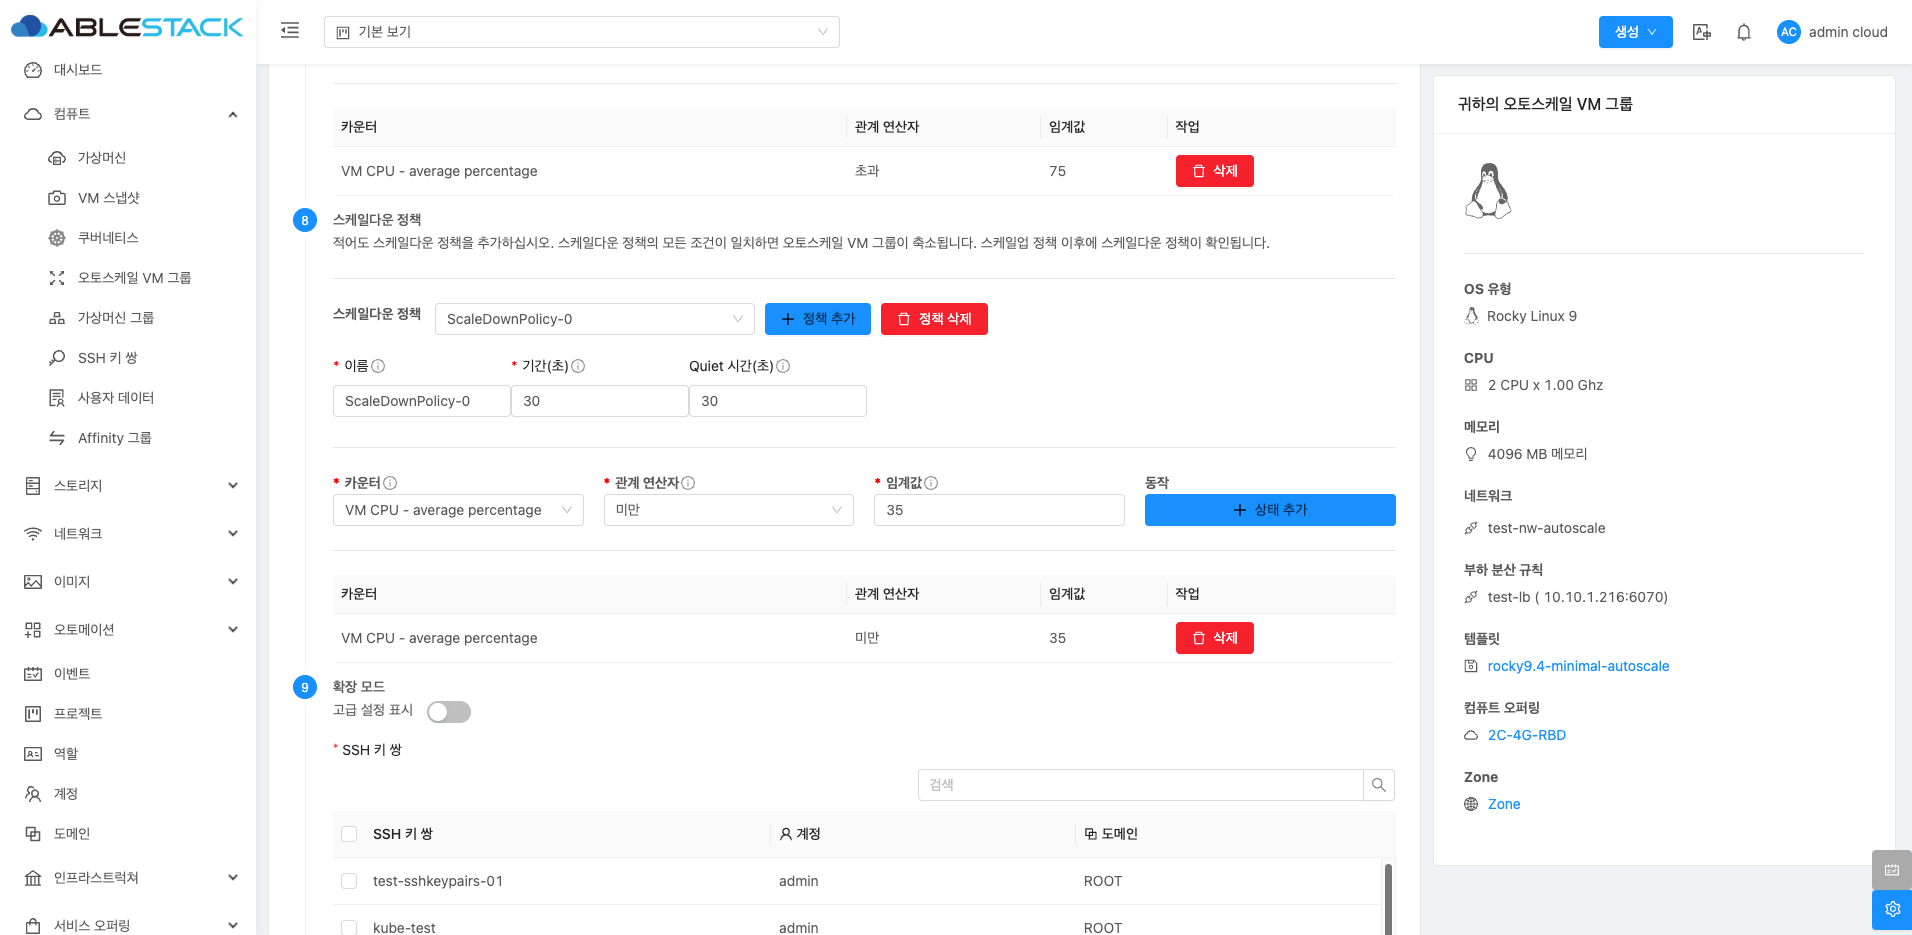 ABLESTACK
기본 보기
생성
AC
admin cloud
대시보드
컴퓨트
가상머신
VM 스냅샷
쿠버네티스
오토스케일 VM 그룹
가상머신 그룹
SSH 키 쌍
사용자 데이터
Affinity 그룹
스토리지
네트워크
이미지
오토메이션
이벤트
프로젝트
역할
계정
도메인
인프라스트럭쳐
서비스 오퍼링
카운터 관계 연산자 임계값 작업
VM CPU - average percentage 초과 75 삭제
8 스케일다운 정책
적어도 스케일다운 정책을 추가하십시오. 스케일다운 정책의 모든 조건이 일치하면 오토스케일 VM 그룹이 축소됩니다. 스케일업 정책 이후에 스케일다운 정책이 확인됩니다.
스케일다운 정책 ScaleDownPolicy-0 + 정책 추가 정책 삭제
* 이름 * 기간(초) Quiet 시간(초)
ScaleDownPolicy-0 30 30
* 카운터 * 관계 연산자 * 임계값 동작
VM CPU - average percentage 미만 35 + 상태 추가
카운터 관계 연산자 임계값 작업
VM CPU - average percentage 미만 35 삭제
9 확장 모드
고급 설정 표시
* SSH 키 쌍
검색
SSH 키 쌍 계정 도메인
test-sshkeypairs-01 admin ROOT
kube-test admin ROOT
귀하의 오토스케일 VM 그룹
OS 유형
Rocky Linux 9
CPU
2 CPU x 1.00 Ghz
메모리
4096 MB 메모리
네트워크
test-nw-autoscale
부하 분산 규칙
test-lb ( 10.10.1.216:6070)
템플릿
rocky9.4-minimal-autoscale
컴퓨트 오퍼링
2C-4G-RBD
Zone
Zone